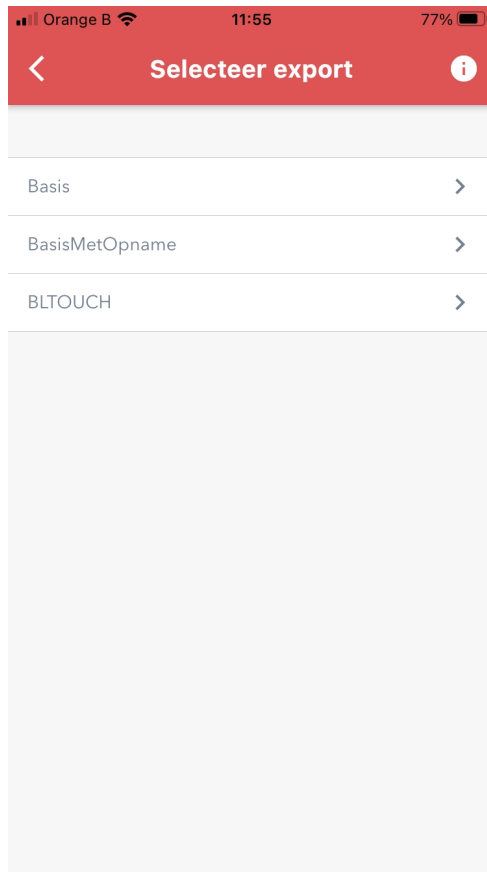 Orange B 11:55 77%
Selecteer export
Basis
BasisMetOpname
BLTOUCH